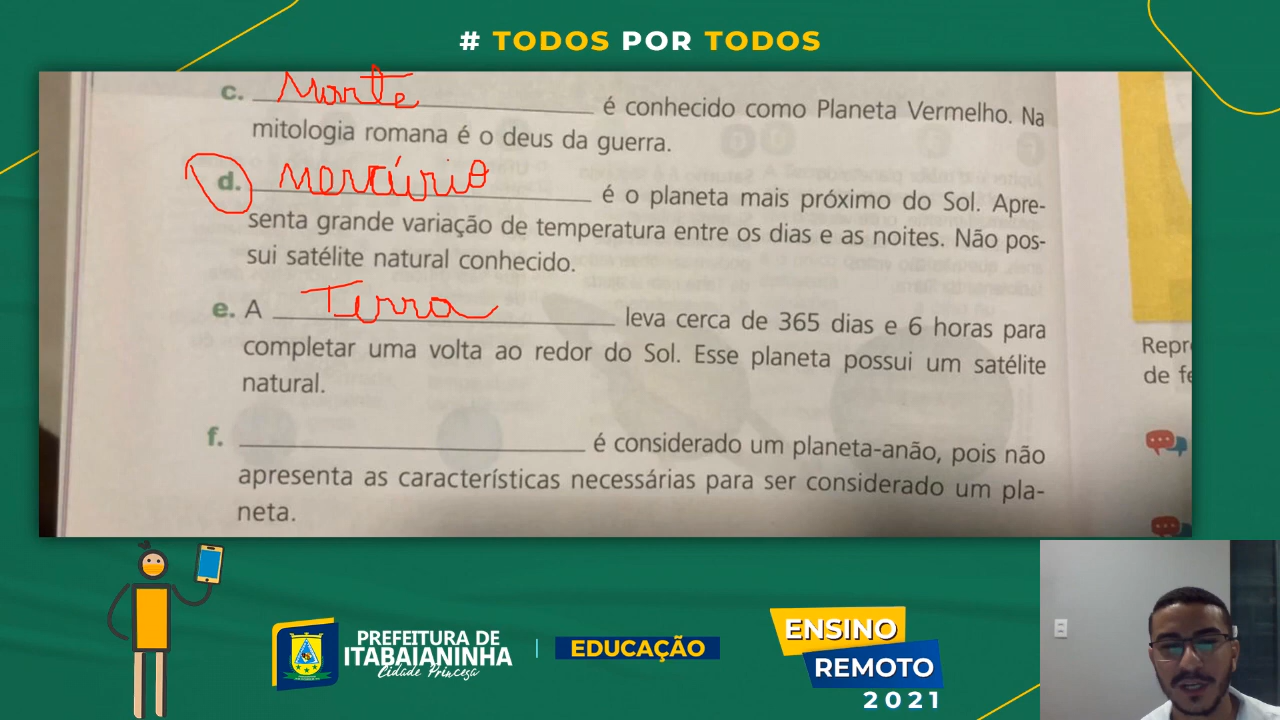 # TODOS POR TODOS
c. Marte é conhecido como Planeta Vermelho. Na
mitologia romana é o deus da guerra.
d. Mercúrio é o planeta mais próximo do Sol. Apre-
senta grande variação de temperatura entre os dias e as noites. Não pos-
sui satélite natural conhecido.
e. A Terra leva cerca de 365 dias e 6 horas para
completar uma volta ao redor do Sol. Esse planeta possui um satélite
natural.
f. é considerado um planeta-anão, pois não
apresenta as características necessárias para ser considerado um pla-
neta.
Repr
de fe
PREFEITURA DE
ITABAIANINHA
Cidade Princesa
EDUCAÇÃO
ENSINO
REMOTO
2021